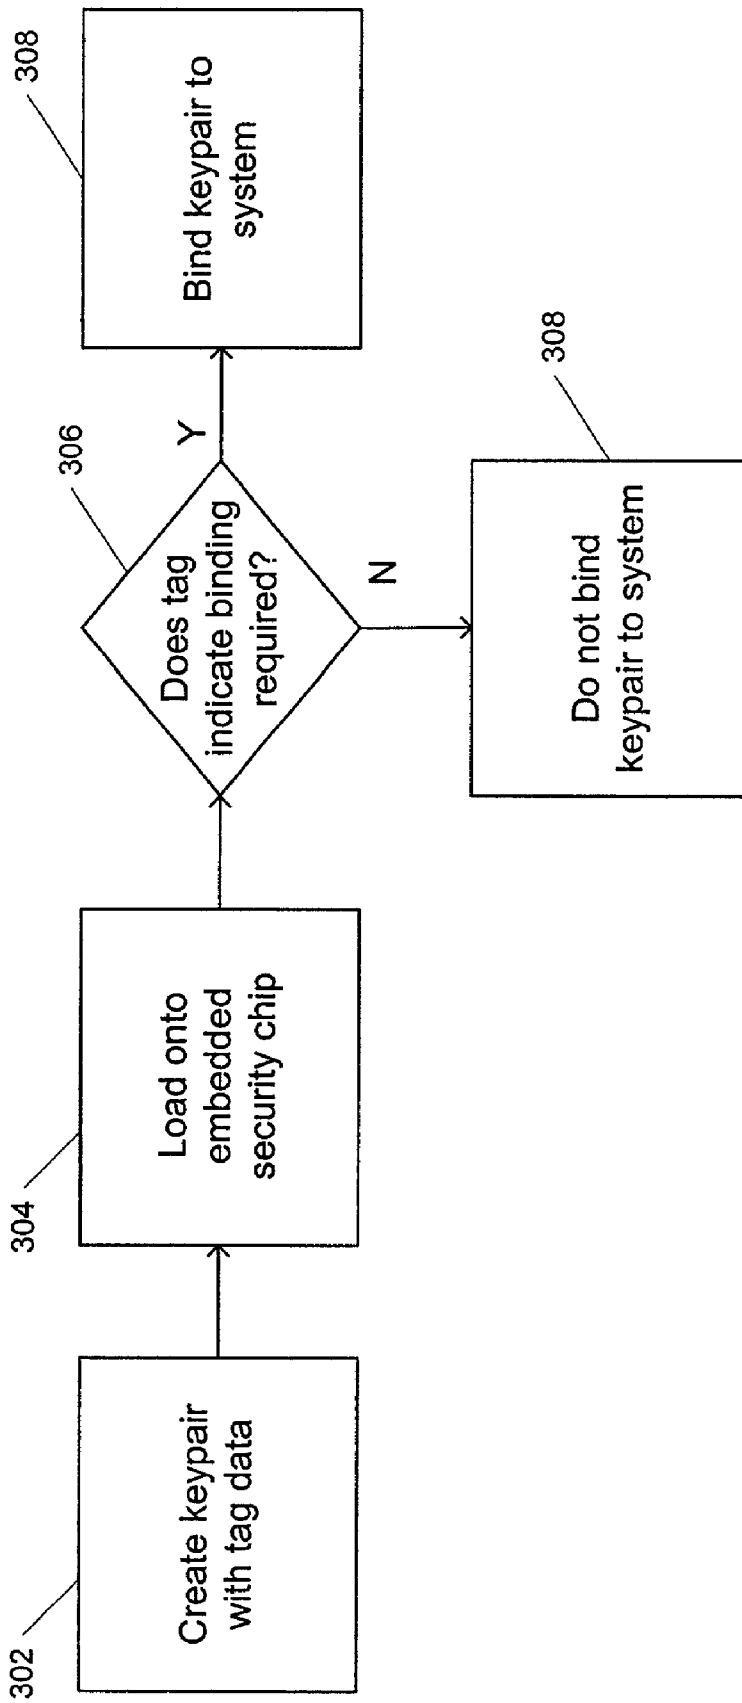 302
Create keypair
with tag data
304
Load onto
embedded
security chip
306
Does tag
indicate binding
required?
Y
308
Bind keypair to
system
N
308
Do not bind
keypair to system